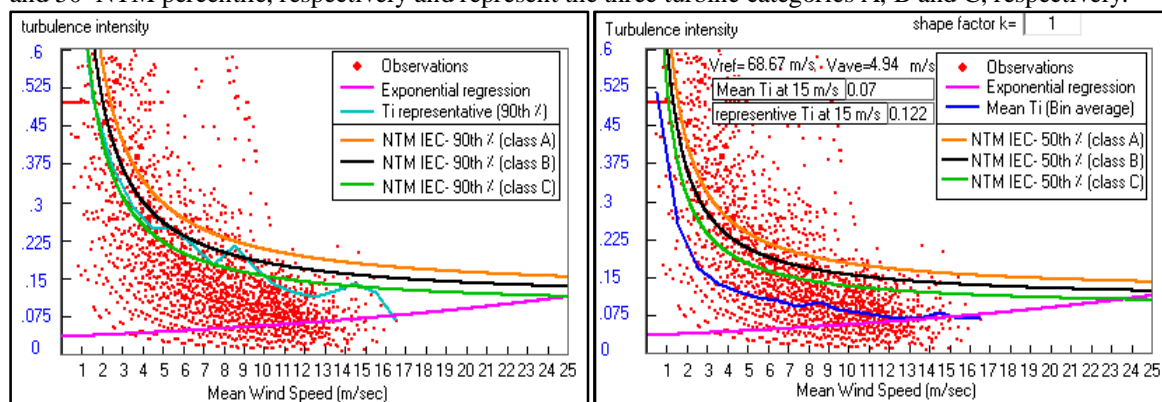 and 50 NTM percentile, respectively and represent the three turbine categories A, B and C, respectively.
turbulence intensity
.6
.525
.45
.375
.3
.225
.15
.075
0
Observations
Exponential regression
Ti representative (90th %)
NTM IEC- 90th % (class A)
NTM IEC- 90th % (class B)
NTM IEC- 90th % (class C)
1 2 3 4 5 6 7 8 9 10 11 12 13 14 15 16 17 18 19 20 21 22 23 24 25
Mean Wind Speed (m/sec)
Turbulence intensity
shape factor k= 1
.6
.525
.45
.375
.3
.225
.15
.075
0
Vref= 68.67 m/s Vave=4.94 m/s
Mean Ti at 15 m/s 0.07
representive Ti at 15 m/s 0.122
Observations
Exponential regression
Mean Ti (Bin average)
NTM IEC- 50th % (class A)
NTM IEC- 50th % (class B)
NTM IEC- 50th % (class C)
1 2 3 4 5 6 7 8 9 10 11 12 13 14 15 16 17 18 19 20 21 22 23 24 25
Mean Wind Speed (m/sec)